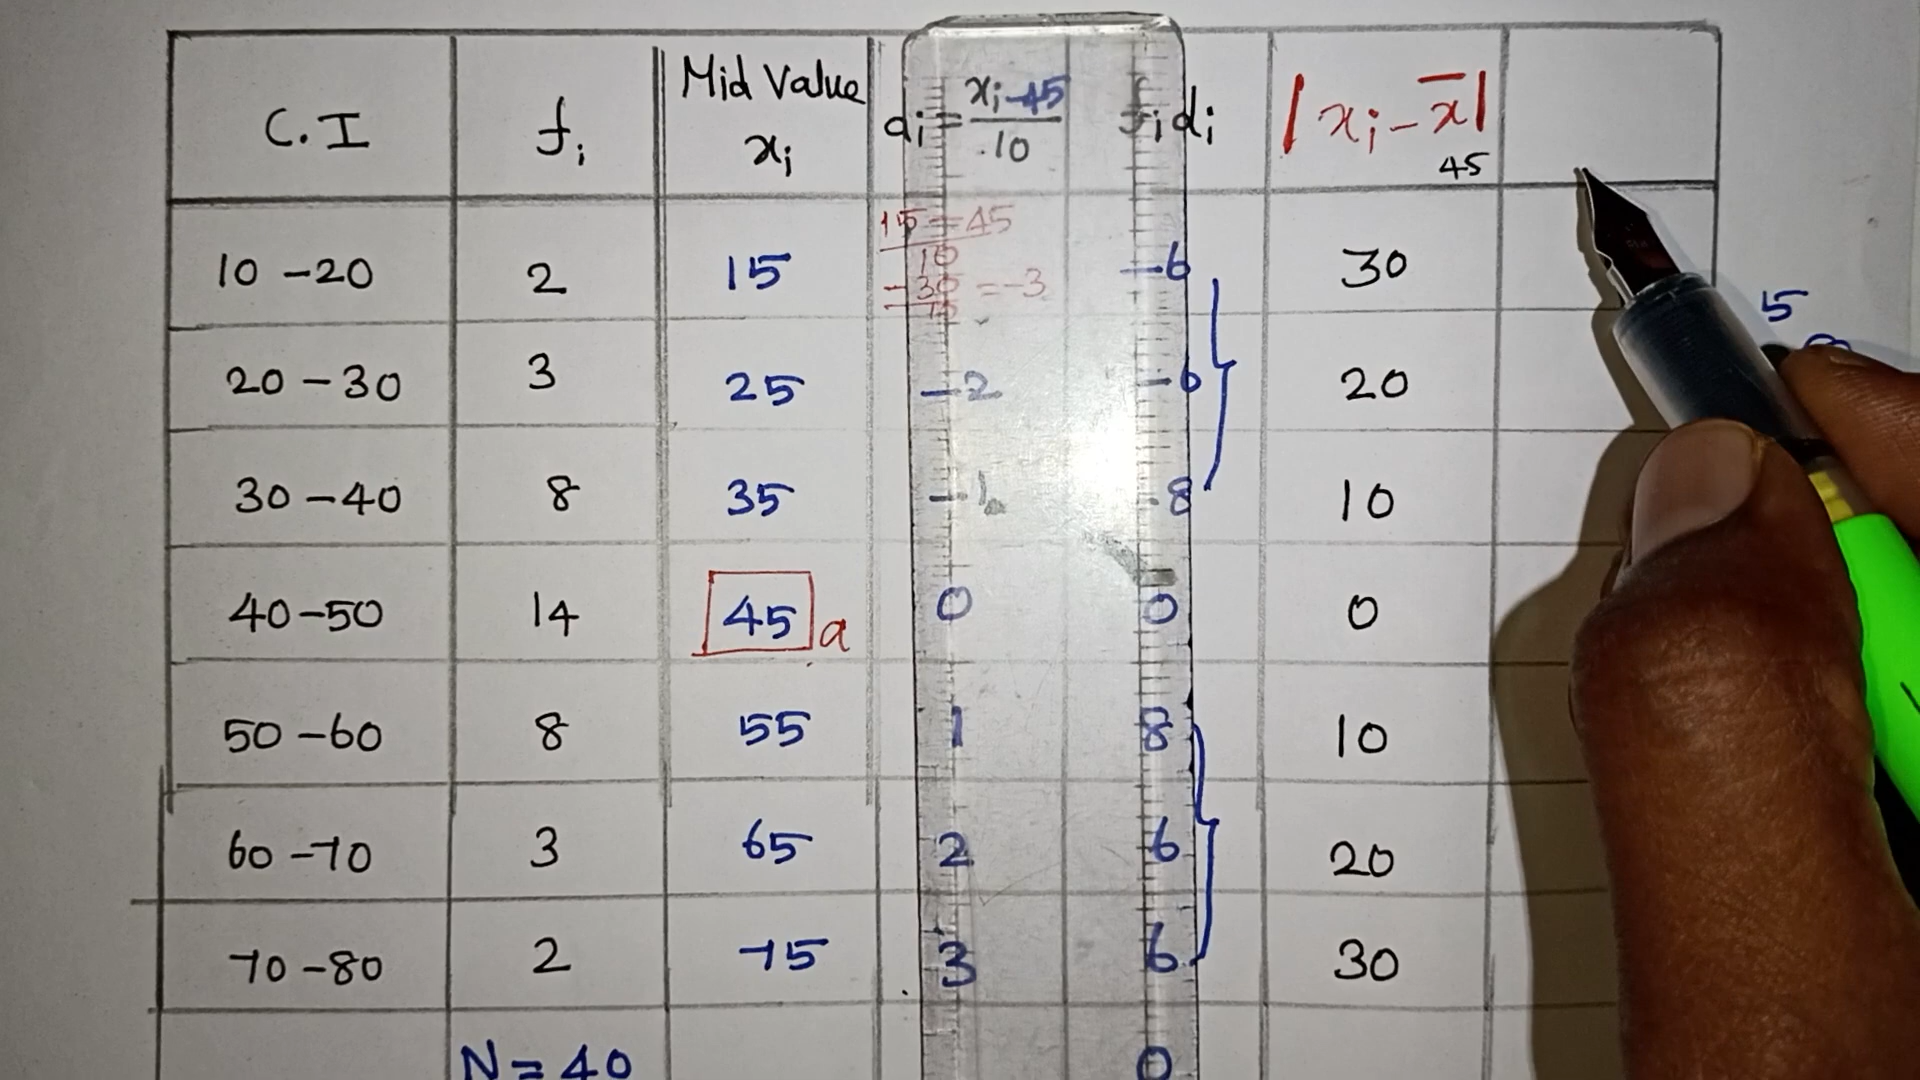 C.I fᵢ Mid Value xᵢ dᵢ = xᵢ-45/10 fᵢdᵢ |xᵢ-x̅| 45
10-20 2 15 15-45/10 -30/10 = -3 -6 30
20-30 3 25 -2 -6 20
30-40 8 35 -1 -8 10
40-50 14 45 a 0 0 0
50-60 8 55 1 8 10
60-70 3 65 2 6 20
70-80 2 75 3 6 30
N = 40 0
5